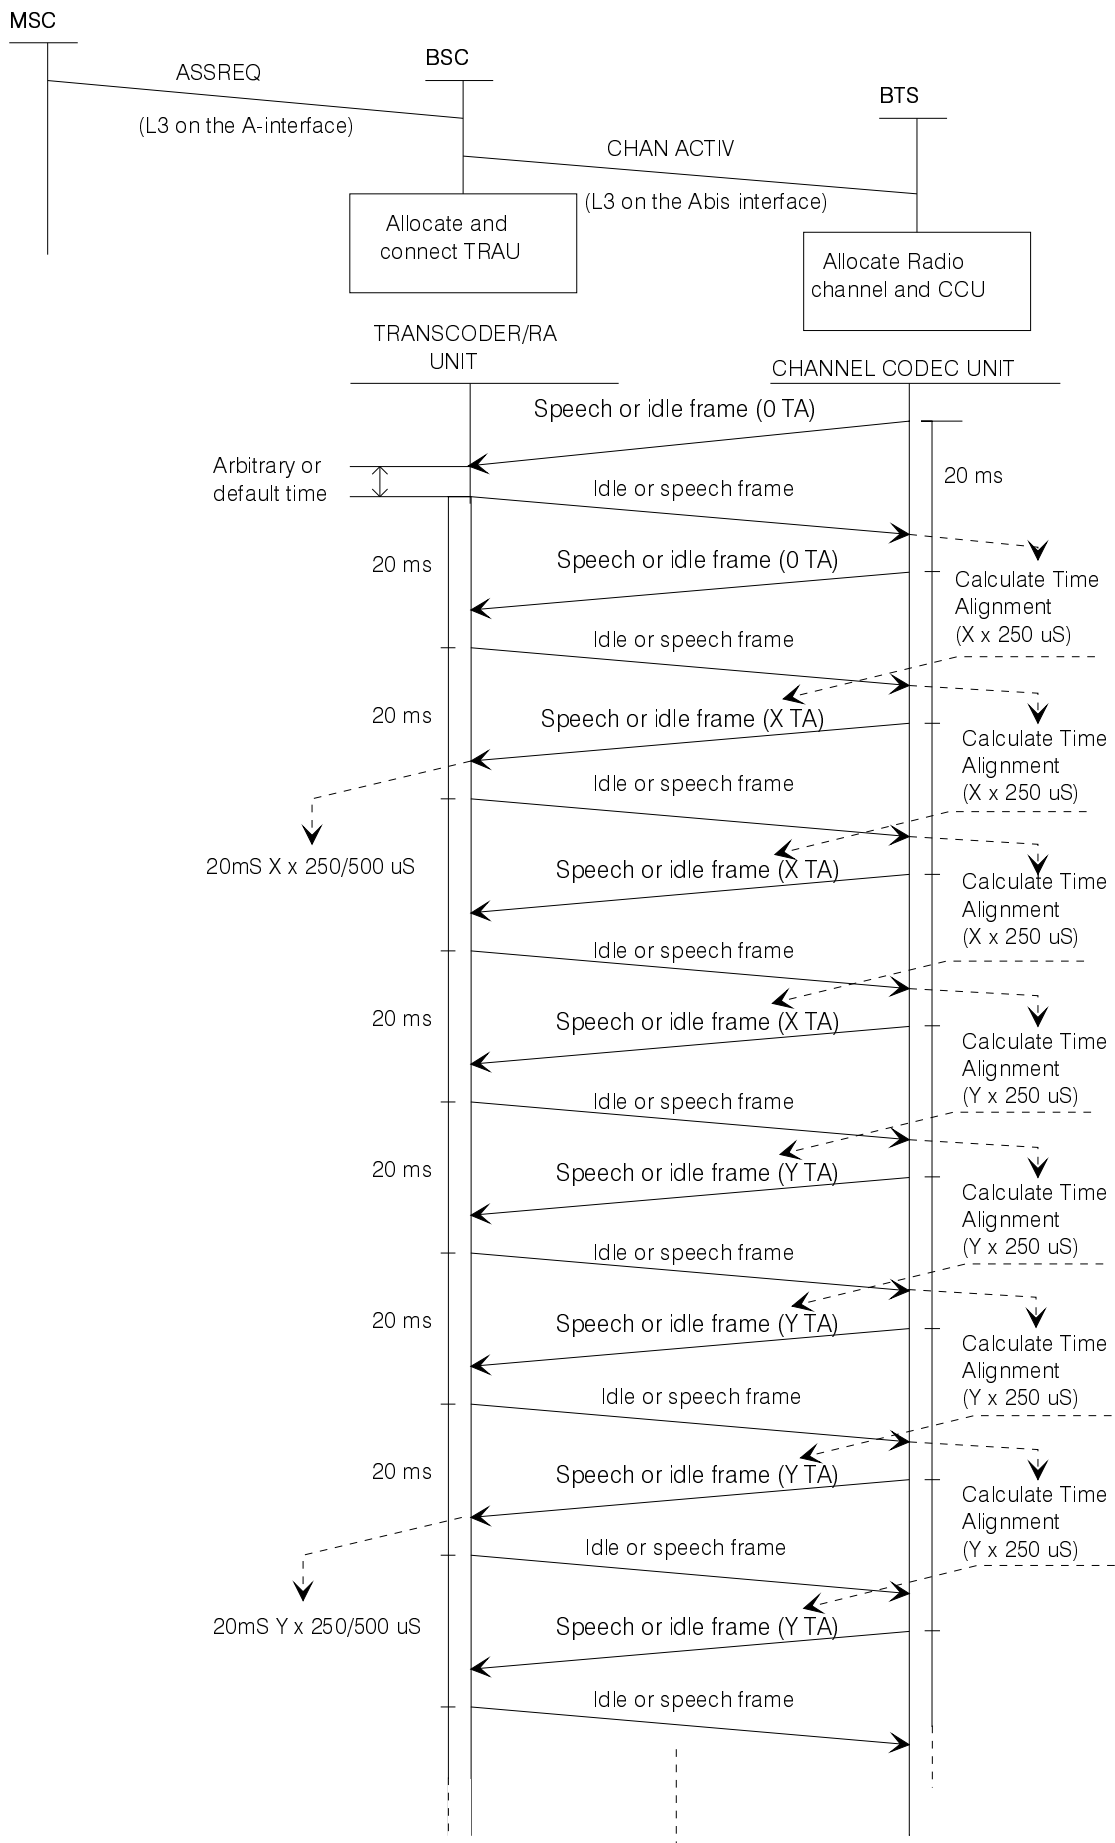 MSC
BSC
ASSREQ
BTS
(L3 on the A-interface)
CHAN ACTIV
(L3 on the Abis interface)
Allocate and
connect TRAU
Allocate Radio
channel and CCU
TRANSCODER/RA
UNIT
CHANNEL CODEC UNIT
Speech or idle frame (0 TA)
Arbitrary or
default time
20 ms
Idle or speech frame
20 ms
Speech or idle frame (0 TA)
Calculate Time
Alignment
(X x 250 uS)
Idle or speech frame
20 ms
Speech or idle frame (X TA)
Calculate Time
Alignment
(X x 250 uS)
Idle or speech frame
20mS X x 250/500 uS
Speech or idle frame (X TA)
Calculate Time
Alignment
(X x 250 uS)
Idle or speech frame
20 ms
Speech or idle frame (X TA)
Calculate Time
Alignment
(Y x 250 uS)
Idle or speech frame
20 ms
Speech or idle frame (Y TA)
Calculate Time
Alignment
(Y x 250 uS)
Idle or speech frame
20 ms
Speech or idle frame (Y TA)
Calculate Time
Alignment
(Y x 250 uS)
Idle or speech frame
20 ms
Speech or idle frame (Y TA)
Calculate Time
Alignment
(Y x 250 uS)
Idle or speech frame
20mS Y x 250/500 uS
Speech or idle frame (Y TA)
Idle or speech frame